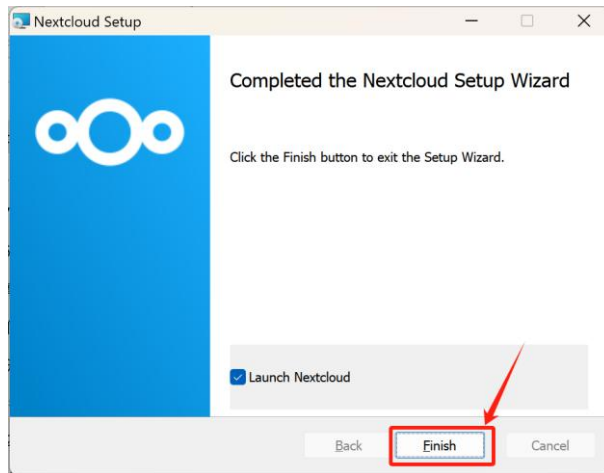 Nextcloud Setup
Completed the Nextcloud Setup Wizard
Click the Finish button to exit the Setup Wizard.
Launch Nextcloud
Back Finish Cancel